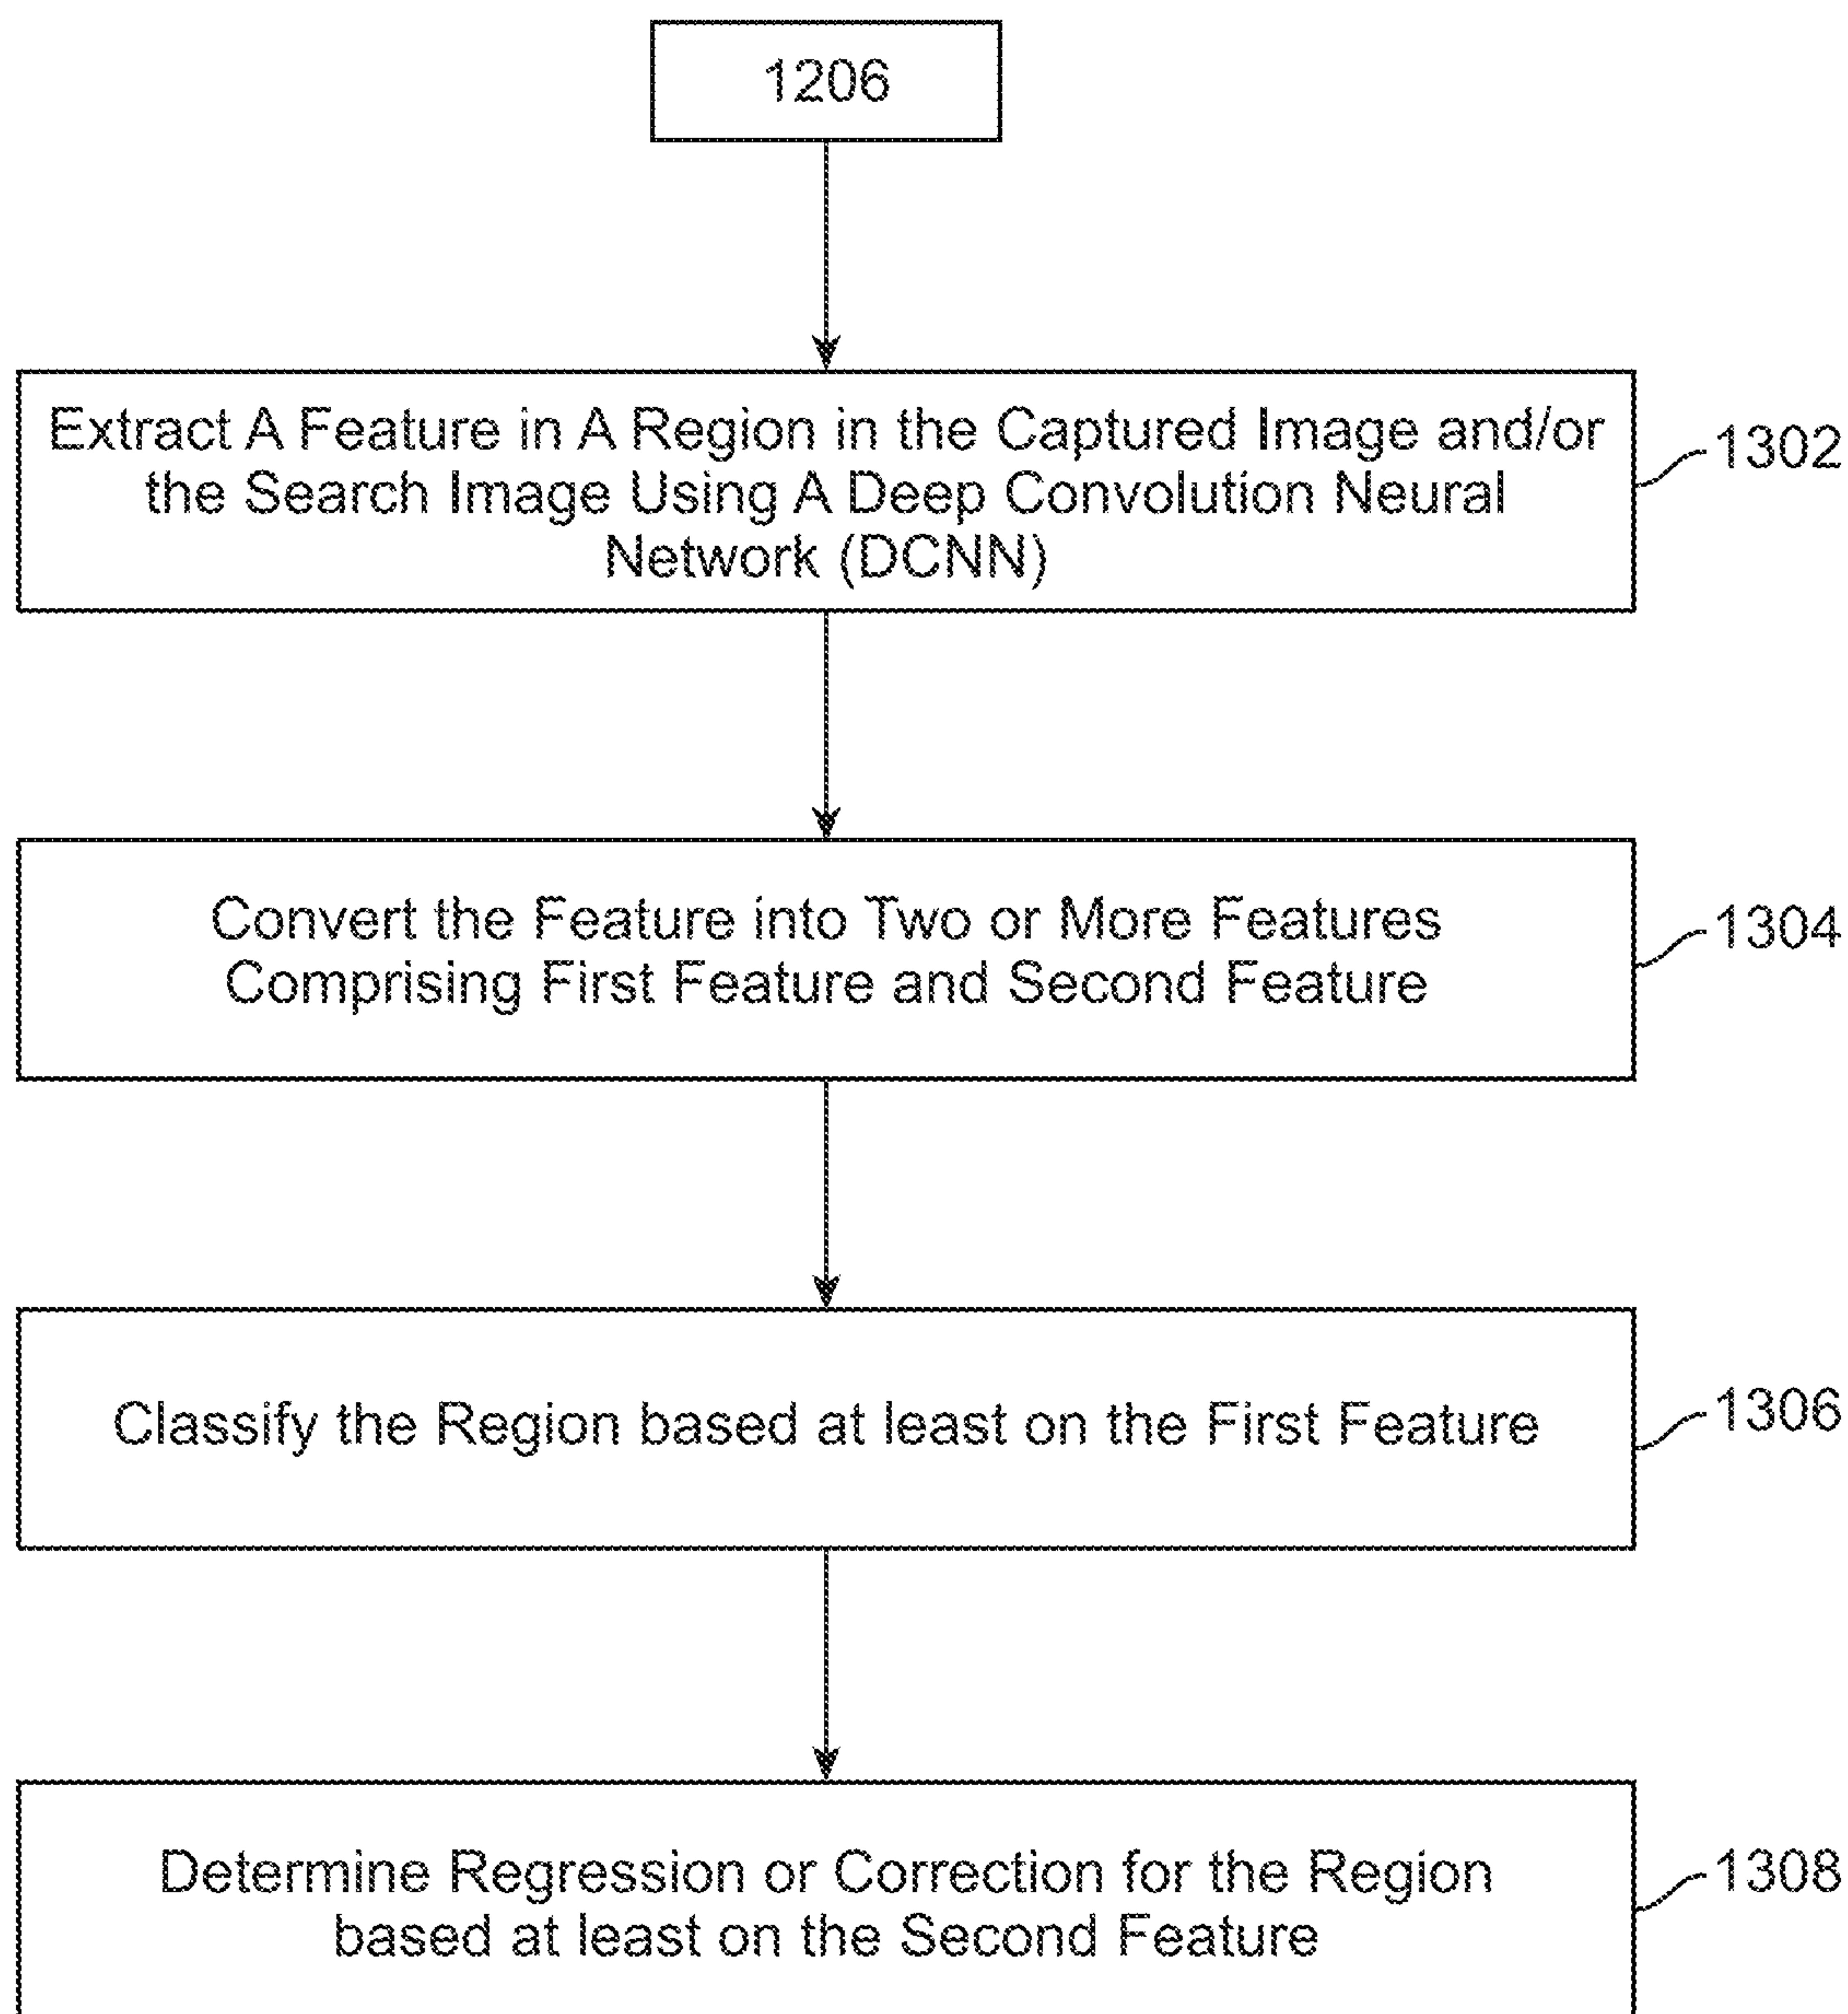 1206
Extract A Feature in A Region in the Captured Image and/or
the Search Image Using A Deep Convolution Neural
Network (DCNN)
1302
Convert the Feature into Two or More Features
Comprising First Feature and Second Feature
1304
Classify the Region based at least on the First Feature
1306
Determine Regression or Correction for the Region
based at least on the Second Feature
1308